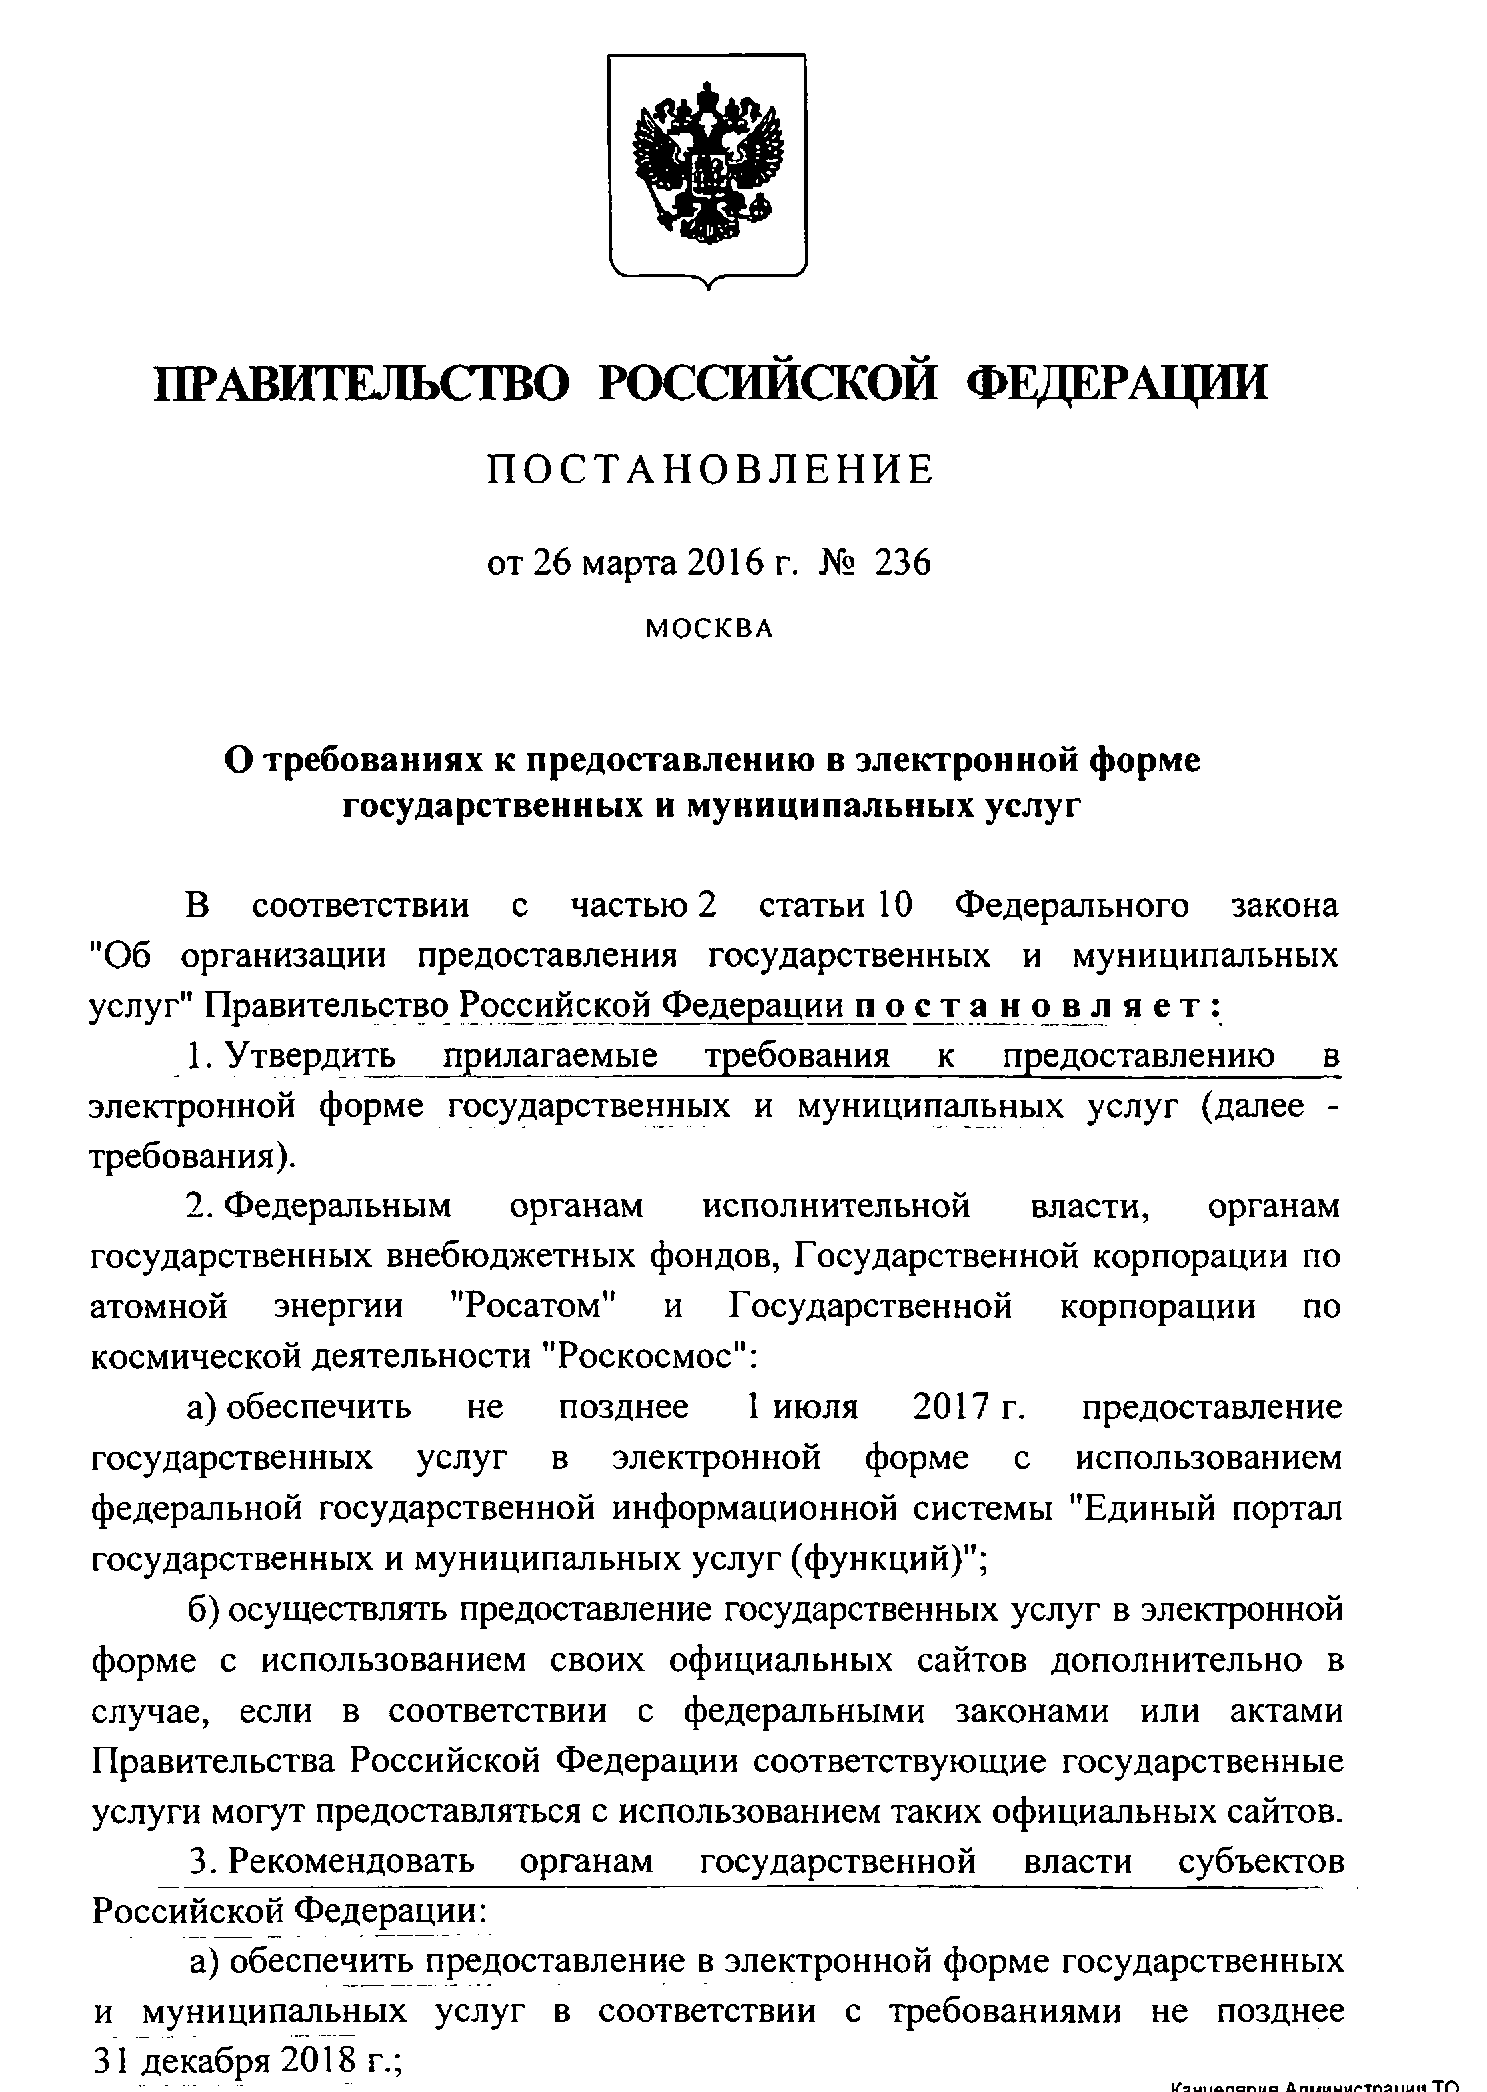 ПРАВИТЕЛЬСТВО РОССИЙСКОЙ ФЕДЕРАЦИИ
ПОСТАНОВЛЕНИЕ
от 26 марта 2016 г. № 236
МОСКВА
О требованиях к предоставлению в электронной форме
государственных и муниципальных услуг
В соответствии с частью 2 статьи 10 Федерального закона
"Об организации предоставления государственных и муниципальных
услуг" Правительство Российской Федерации постановляет:
1. Утвердить прилагаемые требования к предоставлению в
электронной форме государственных и муниципальных услуг (далее -
требования).
2. Федеральным органам исполнительной власти, органам
государственных внебюджетных фондов, Государственной корпорации по
атомной энергии "Росатом" и Государственной корпорации по
космической деятельности "Роскосмос":
а) обеспечить не позднее 1 июля 2017 г. предоставление
государственных услуг в электронной форме с использованием
федеральной государственной информационной системы "Единый портал
государственных и муниципальных услуг (функций)";
б) осуществлять предоставление государственных услуг в электронной
форме с использованием своих официальных сайтов дополнительно в
случае, если в соответствии с федеральными законами или актами
Правительства Российской Федерации соответствующие государственные
услуги могут предоставляться с использованием таких официальных сайтов.
3. Рекомендовать органам государственной власти субъектов
Российской Федерации:
а) обеспечить предоставление в электронной форме государственных
и муниципальных услуг в соответствии с требованиями не позднее
31 декабря 2018 г.;
Канцелярия Администрации ТО